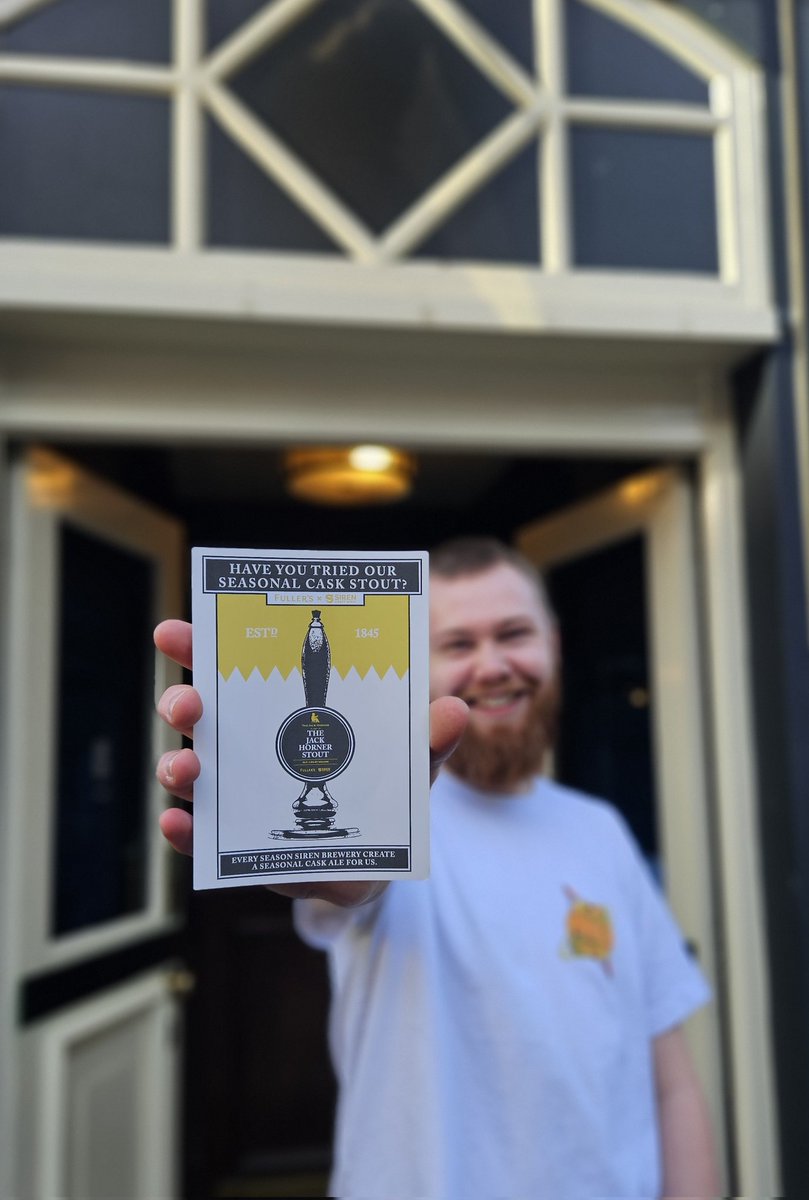 HAVE YOU TRIED OUR
SEASONAL CASK STOUT?
FULLER'S × SIREN
ESTD 1845
THE
JACK
HORNER
STOUT
FULLER'S SIREN
EVERY SEASON SIREN BREWERY CREATE
A SEASONAL CASK ALE FOR US.